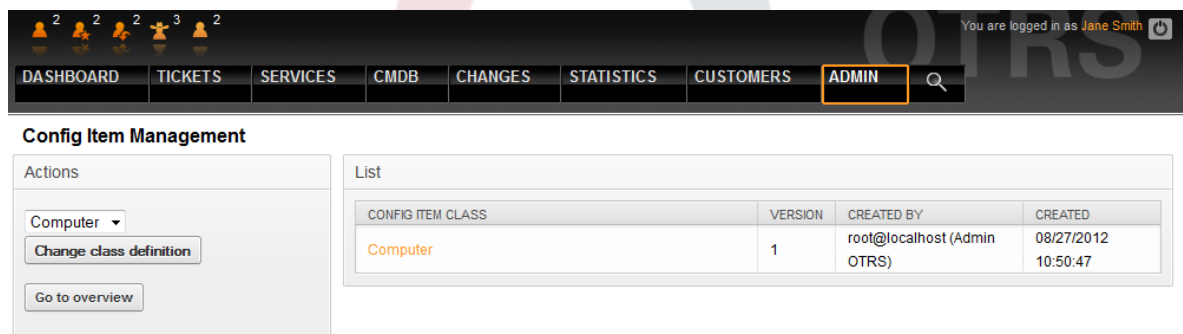 2 2 2 3 2
OTRS
You are logged in as Jane Smith
DASHBOARD TICKETS SERVICES CMDB CHANGES STATISTICS CUSTOMERS ADMIN
Config Item Management
Actions
Computer
Change class definition
Go to overview
List
CONFIG ITEM CLASS VERSION CREATED BY CREATED
Computer 1 root@localhost (Admin 08/27/2012
OTRS) 10:50:47